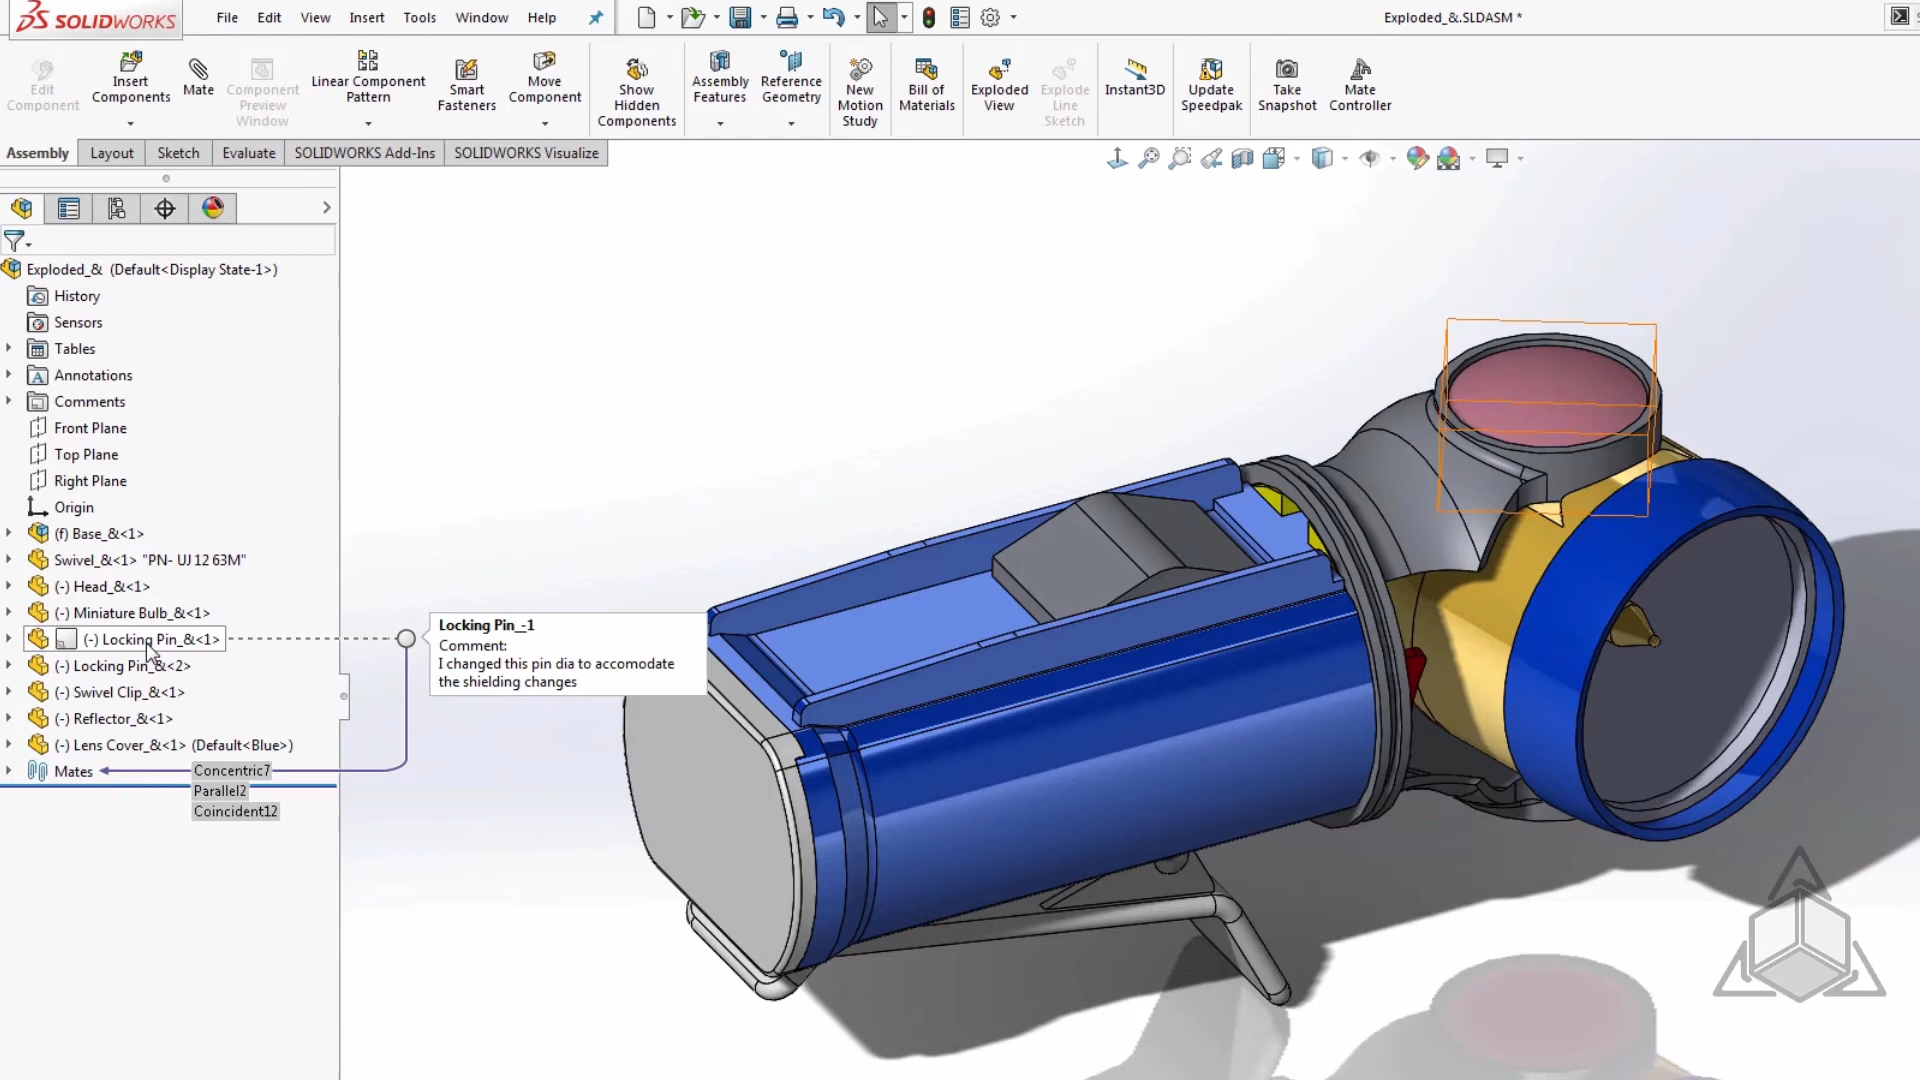 SOLIDWORKS File Edit View Insert Tools Window Help Exploded_&.SLDASM *
Edit Component
Insert Components
Mate
Component Preview Window
Linear Component Pattern
Smart Fasteners
Move Component
Show Hidden Components
Assembly Features
Reference Geometry
New Motion Study
Bill of Materials
Exploded View
Explode Line Sketch
Instant3D
Update Speedpak
Take Snapshot
Mate Controller
Assembly Layout Sketch Evaluate SOLIDWORKS Add-Ins SOLIDWORKS Visualize
Exploded_& (Default<Display State-1>)
History
Sensors
Tables
Annotations
Comments
Front Plane
Top Plane
Right Plane
Origin
(f) Base_&<1>
Swivel_&<1> "PN- UJ 12 63M"
(-) Head_&<1>
(-) Miniature Bulb_&<1>
(-) Locking Pin_&<1>
(-) Locking Pin_&<2>
(-) Swivel Clip_&<1>
(-) Reflector_&<1>
(-) Lens Cover_&<1> (Default<Blue>)
Mates
Concentric7
Parallel2
Coincident12
Locking Pin_-1
Comment:
I changed this pin dia to accomodate
the shielding changes